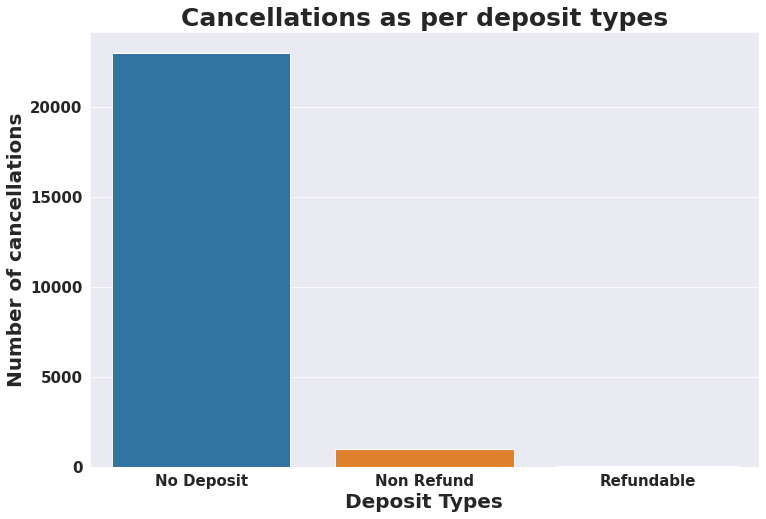 Cancellations as per deposit types
Number of cancellations
20000
15000
10000
5000
0
No Deposit Non Refund Refundable
Deposit Types